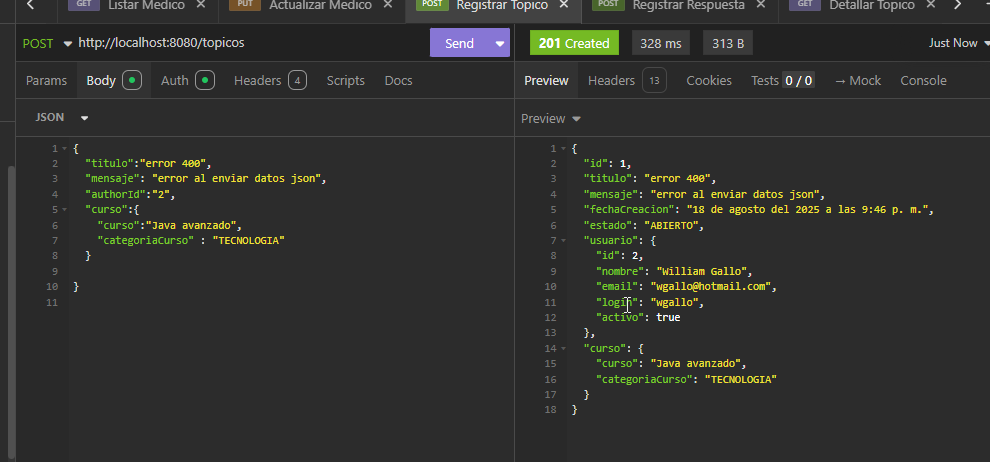 GET Listar Medico
PUT Actualizar Medico
POST Registrar Topico
POST Registrar Respuesta
GET Detallar Topico
POST http://localhost:8080/topicos Send
201 Created 328 ms 313 B Just Now
Params Body Auth Headers 4 Scripts Docs
Preview Headers 13 Cookies Tests 0 / 0 → Mock Console
JSON
Preview
1 {
2 "titulo":"error 400",
3 "mensaje": "error al enviar datos json",
4 "authorId":"2",
5 "curso":{
6 "curso":"Java avanzado",
7 "categoriaCurso" : "TECNOLOGIA"
8 }
9
10 }
11
1 {
2 "id": 1,
3 "titulo": "error 400",
4 "mensaje": "error al enviar datos json",
5 "fechaCreacion": "18 de agosto del 2025 a las 9:46 p. m.",
6 "estado": "ABIERTO",
7 "usuario": {
8 "id": 2,
9 "nombre": "William Gallo",
10 "email": "wgallo@hotmail.com",
11 "login": "wgallo",
12 "activo": true
13 },
14 "curso": {
15 "curso": "Java avanzado",
16 "categoriaCurso": "TECNOLOGIA"
17 }
18 }